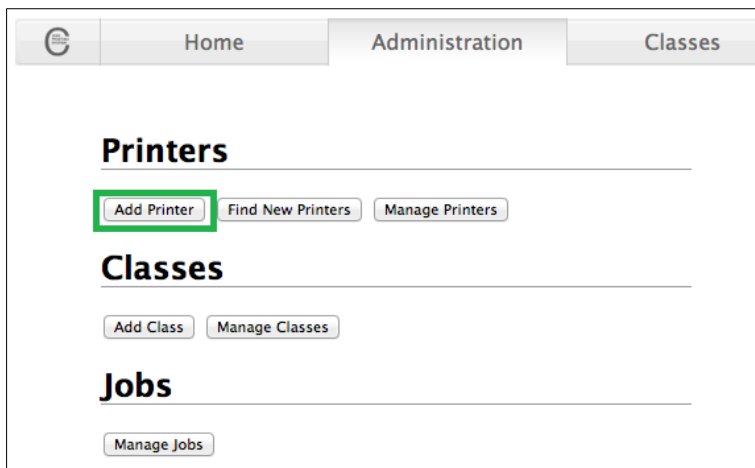 Home Administration Classes
Printers
Add Printer Find New Printers Manage Printers
Classes
Add Class Manage Classes
Jobs
Manage Jobs